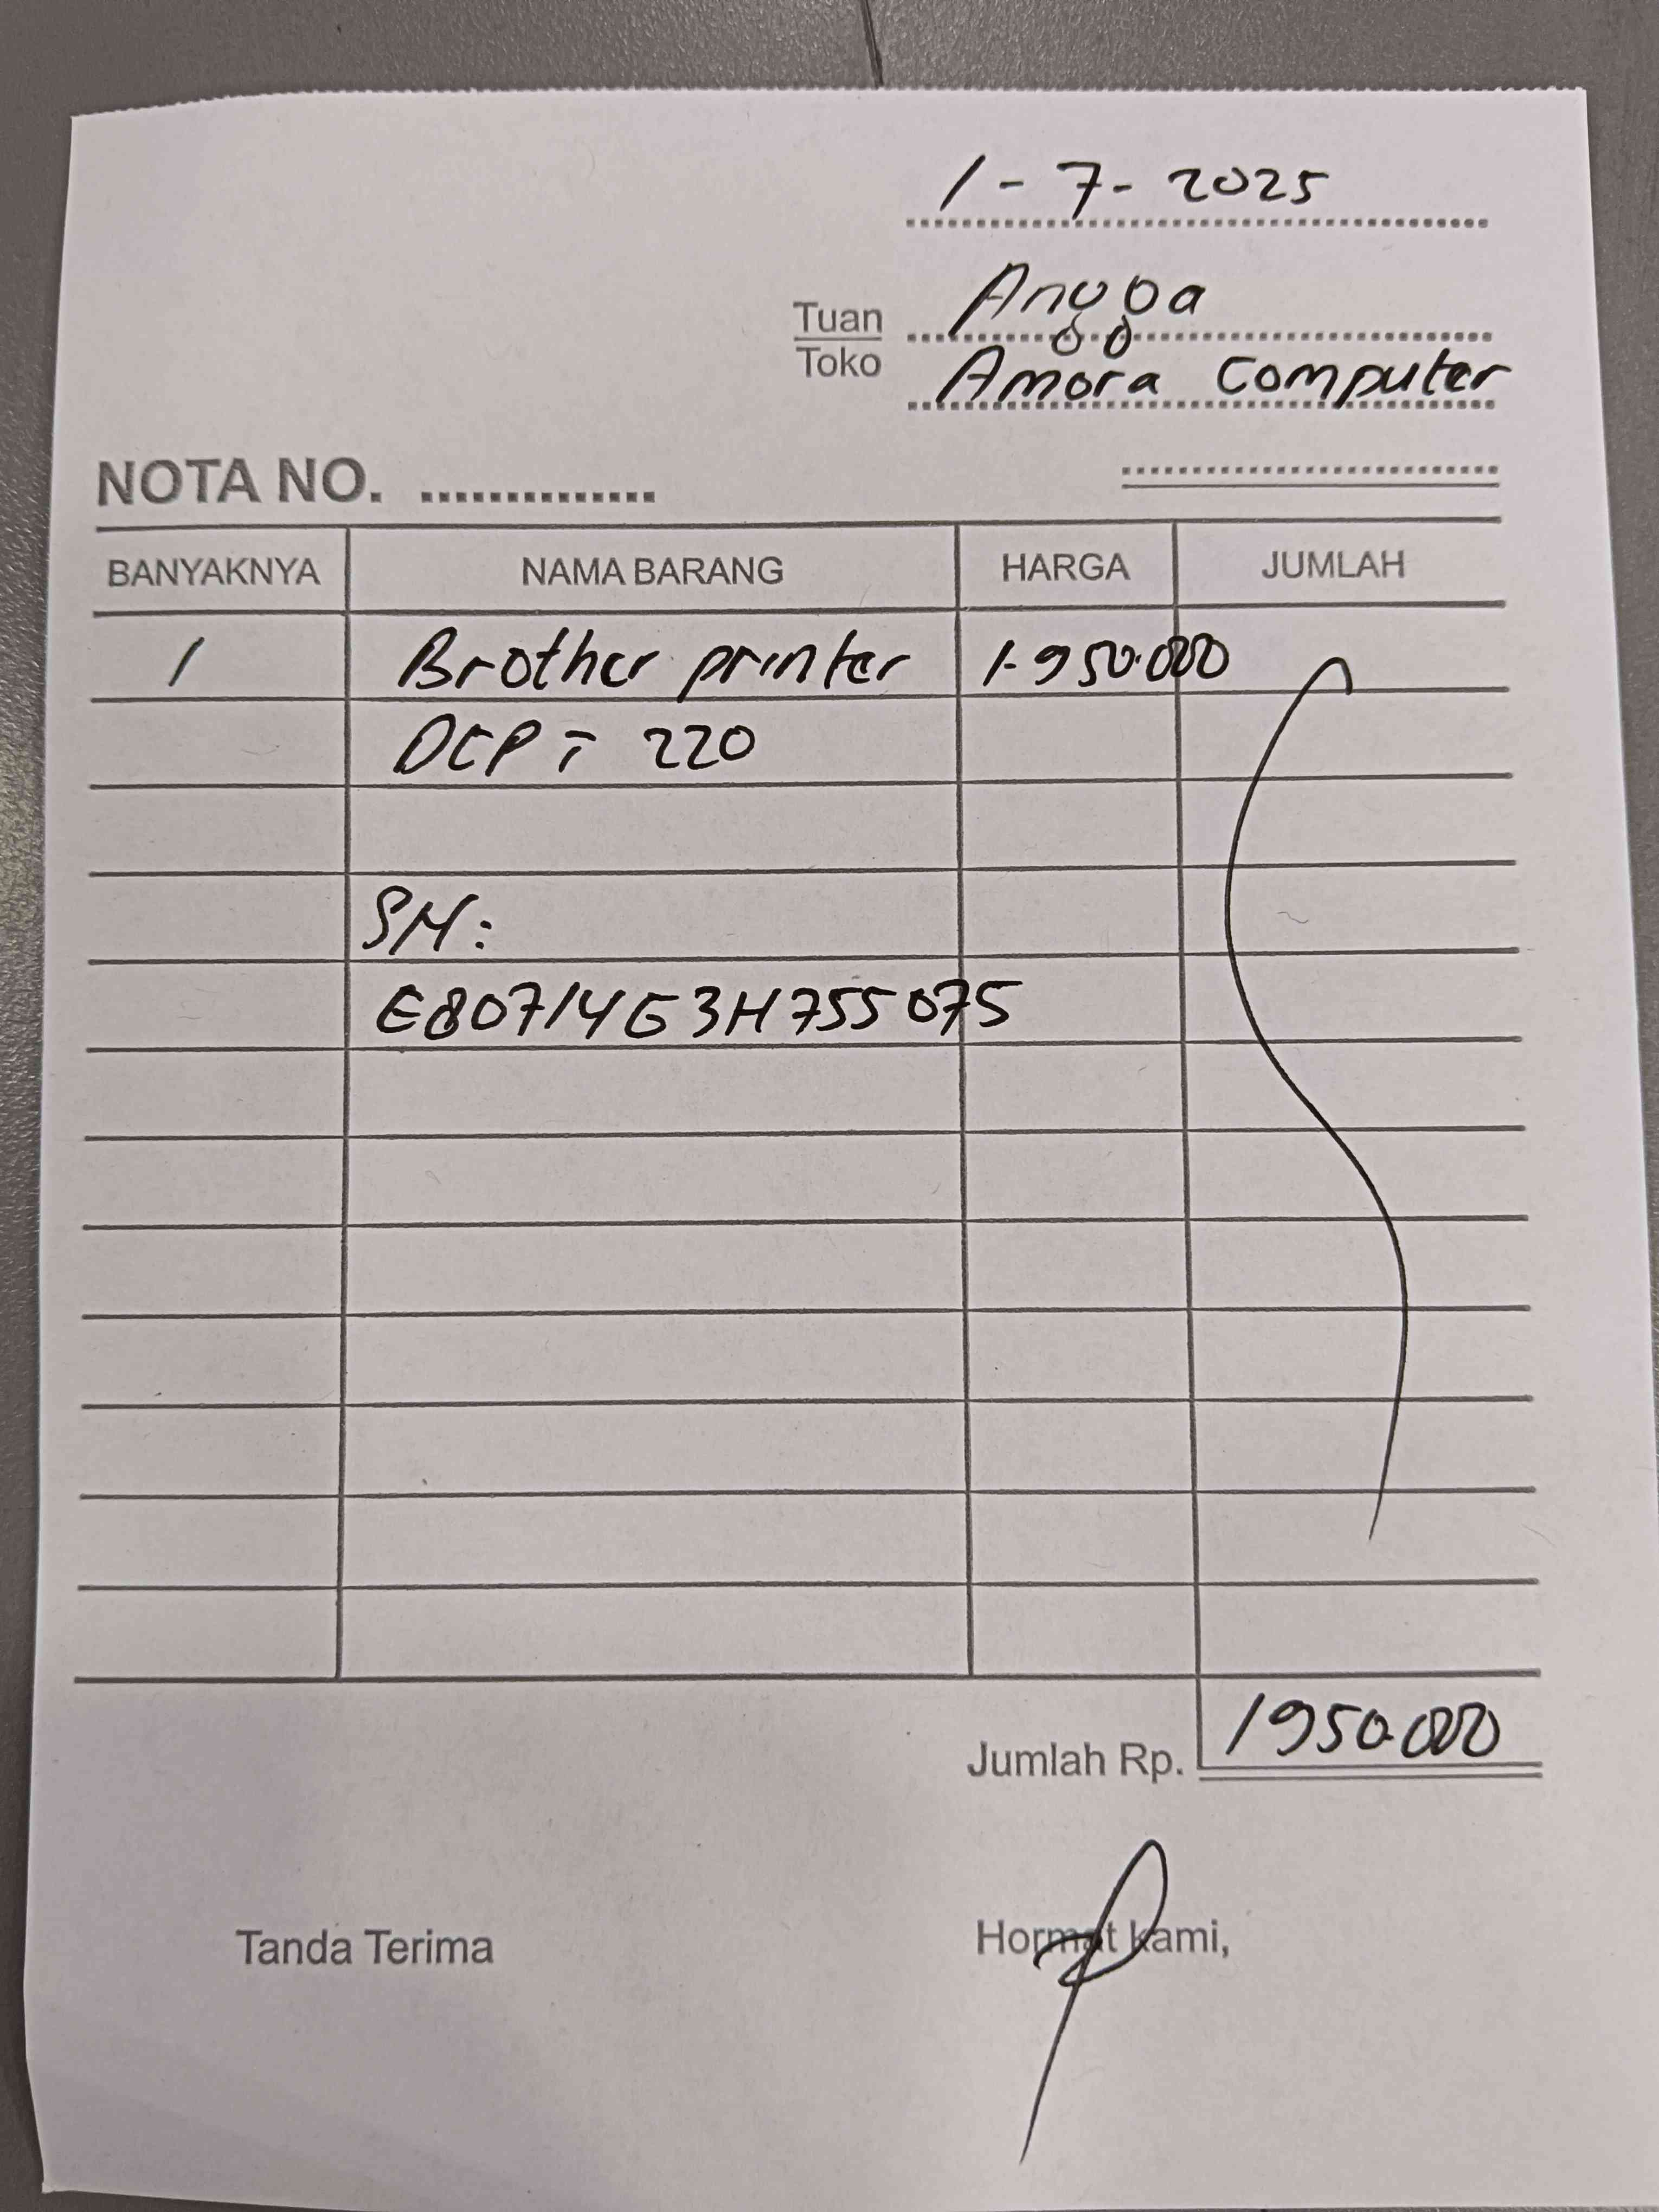 1-7-2025
Tuan Angga
Toko Amora Computer
NOTA NO. ..............
BANYAKNYA NAMA BARANG HARGA JUMLAH
1 Brother printer 1.950.000
DCP T 220
SN:
E80714G3H755075
Jumlah Rp. 1950.000
Tanda Terima Hormat kami,